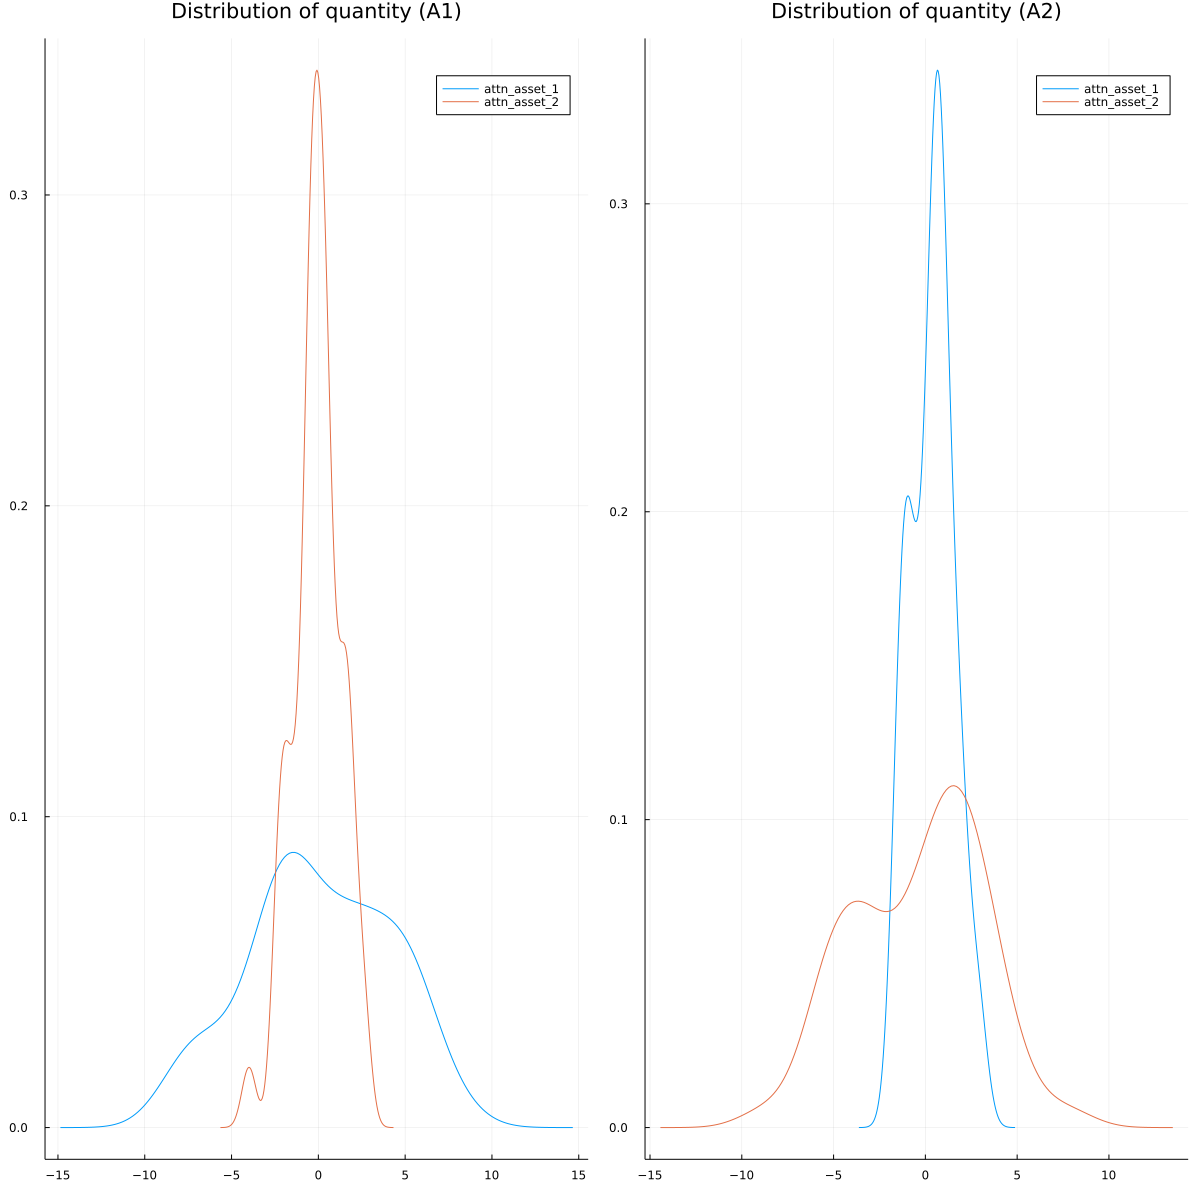 Distribution of quantity (A1)
attn_asset_1
attn_asset_2
0.3
0.2
0.1
0.0
−15 −10 −5 0 5 10 15
Distribution of quantity (A2)
attn_asset_1
attn_asset_2
0.3
0.2
0.1
0.0
−15 −10 −5 0 5 10